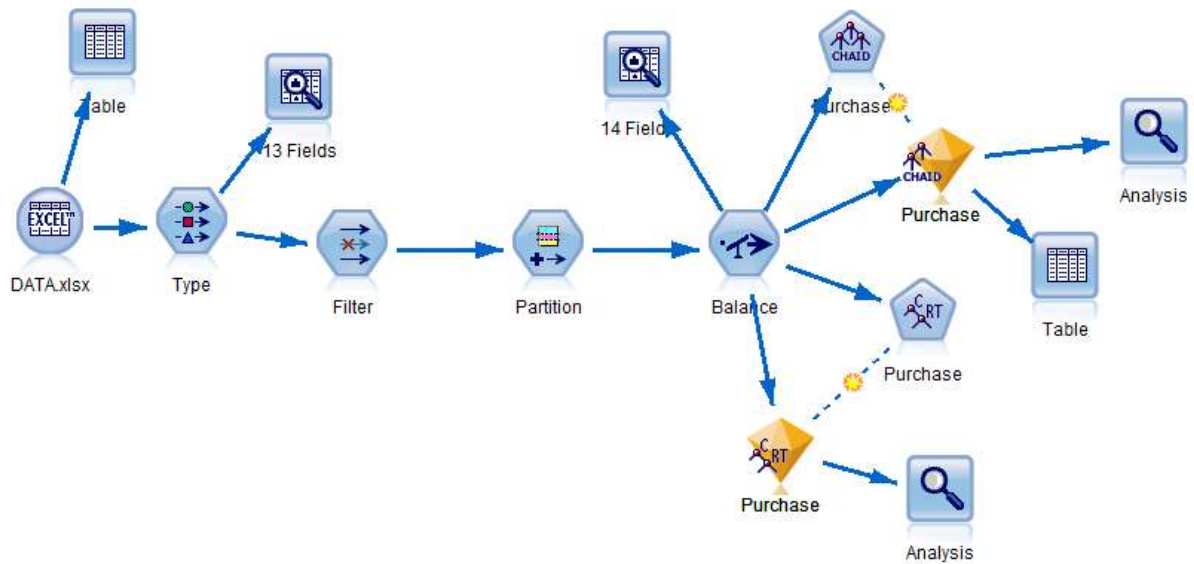 Table
13 Fields
EXCEL™
DATA.xlsx
Type
Filter
Partition
14 Field
Balance
CHAID
Purchase
CHAID
Purchase
Analysis
Table
C RT
Purchase
C RT
Purchase
Analysis